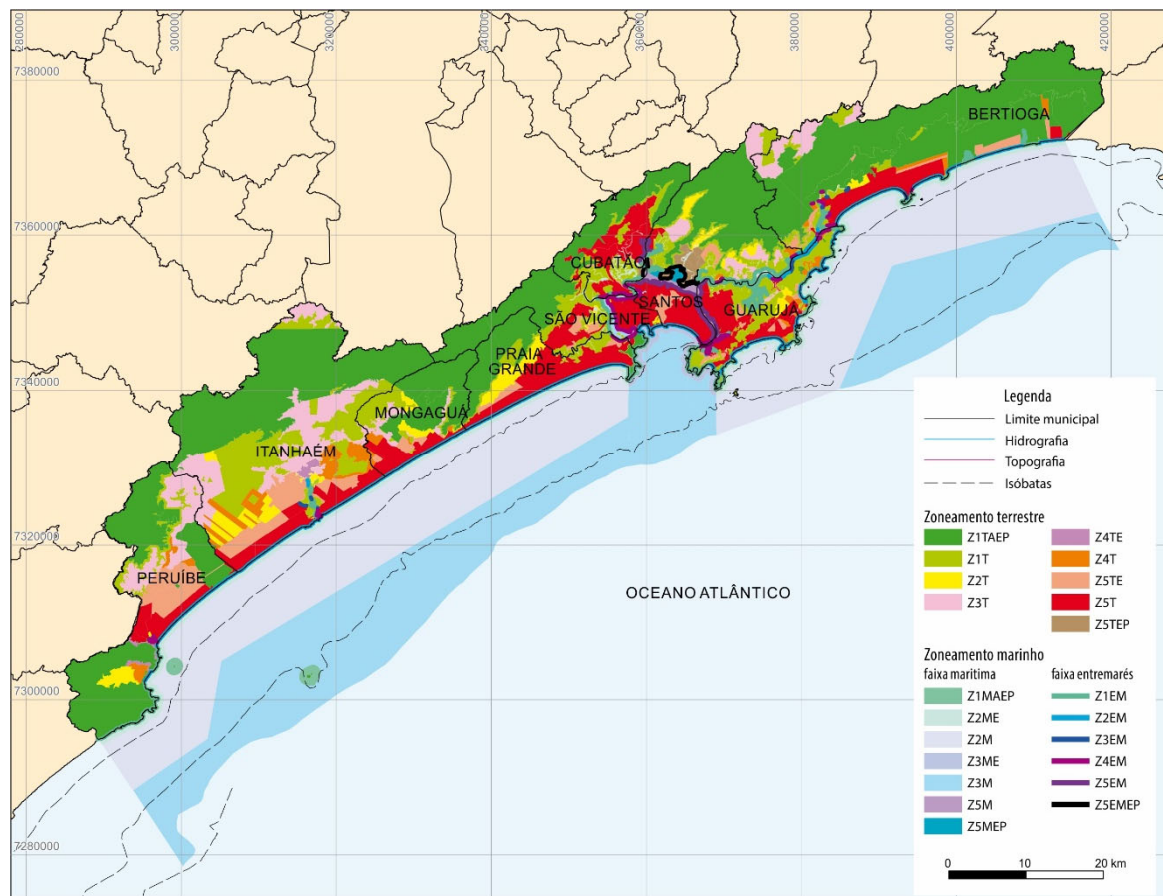 280000
300000
320000
340000
360000
380000
400000
420000
7380000
7360000
7340000
7320000
7300000
7280000
BERTIOGA
CUBATÃO
SANTOS
GUARUJÁ
SÃO VICENTE
PRAIA
GRANDE
MONGAGUÁ
ITANHAÉM
PERUÍBE
OCEANO ATLÂNTICO
Legenda
Limite municipal
Hidrografia
Topografia
Isóbatas
Zoneamento terrestre
Z1TAEP
Z1T
Z2T
Z3T
Z4TE
Z4T
Z5TE
Z5T
Z5TEP
Zoneamento marinho
faixa maritima
Z1MAEP
Z2ME
Z2M
Z3ME
Z3M
Z5M
Z5MEP
faixa entremarés
Z1EM
Z2EM
Z3EM
Z4EM
Z5EM
Z5EMEP
0 10 20 km